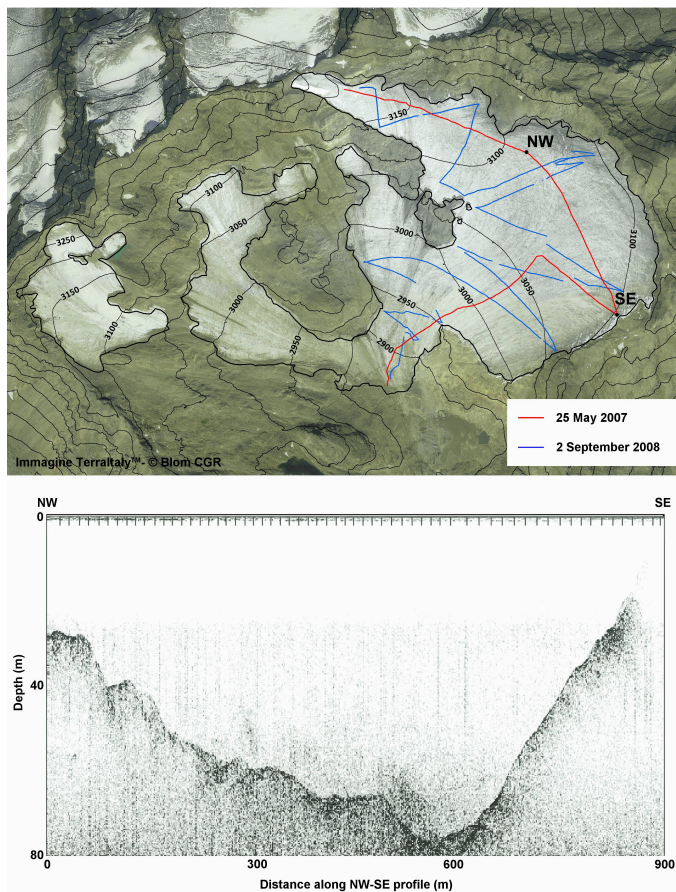 3150
NW
3100
3100
3050
3250
3000
3100
3150
3000
3050
3000
2950
SE
3100
2950
2900
25 May 2007
2 September 2008
Immagine TerraItaly™- © Blom CGR
NW
SE
0
40
80
Depth (m)
0
300
600
900
Distance along NW-SE profile (m)